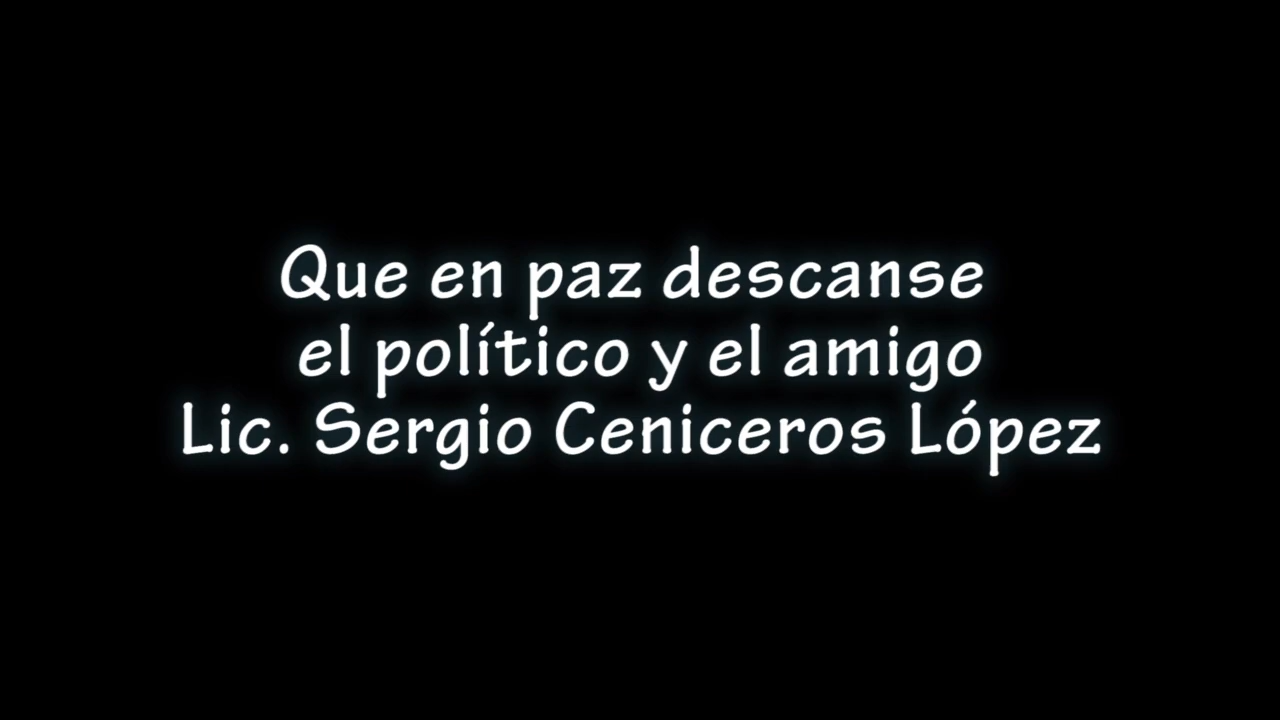 Que en paz descanse
el político y el amigo
Lic. Sergio Ceniceros López